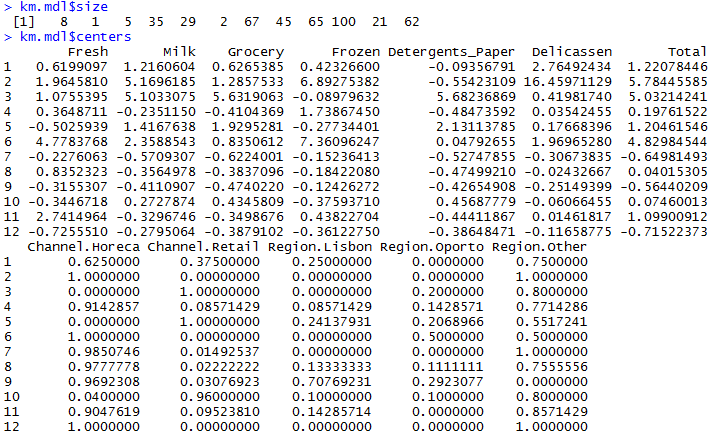 > km.mdl$size
[1] 8 1 5 35 29 2 67 45 65 100 21 62
> km.mdl$centers
Fresh Milk Grocery Frozen Detergents_Paper Delicassen Total
1 0.6199097 1.2160604 0.6265385 0.42326600 -0.09356791 2.76492434 1.22078446
2 1.9645810 5.1696185 1.2857533 6.89275382 -0.55423109 16.45971129 5.78445585
3 1.0755395 5.1033075 5.6319063 -0.08979632 5.68236869 0.41981740 5.03214241
4 0.3648711 -0.2351150 -0.4104369 1.73867450 -0.48473592 0.03542455 0.19761522
5 -0.5025939 1.4167638 1.9295281 -0.27734401 2.13113785 0.17668396 1.20461546
6 4.7783768 2.3588543 0.8350612 7.36096247 0.04792655 1.96965280 4.82984544
7 -0.2276063 -0.5709307 -0.6224001 -0.15236413 -0.52747855 -0.30673835 -0.64981493
8 0.8352323 -0.3564978 -0.3837096 -0.18422080 -0.47499210 -0.02432667 0.04015305
9 -0.3155307 -0.4110907 -0.4740220 -0.12426272 -0.42654908 -0.25149399 -0.56440209
10 -0.3446718 0.2727874 0.4345809 -0.37593710 0.45687779 -0.06066455 0.07460013
11 2.7414964 -0.3296746 -0.3498676 0.43822704 -0.44411867 0.01461817 1.09900912
12 -0.7255510 -0.2795064 -0.3879102 -0.36122750 -0.38648471 -0.11658775 -0.71522373
Channel.Horeca Channel.Retail Region.Lisbon Region.Oporto Region.Other
1 0.6250000 0.37500000 0.25000000 0.0000000 0.7500000
2 1.0000000 0.00000000 0.00000000 0.0000000 1.0000000
3 0.0000000 1.00000000 0.00000000 0.2000000 0.8000000
4 0.9142857 0.08571429 0.08571429 0.1428571 0.7714286
5 0.0000000 1.00000000 0.24137931 0.2068966 0.5517241
6 1.0000000 0.00000000 0.00000000 0.5000000 0.5000000
7 0.9850746 0.01492537 0.00000000 0.0000000 1.0000000
8 0.9777778 0.02222222 0.13333333 0.1111111 0.7555556
9 0.9692308 0.03076923 0.70769231 0.2923077 0.0000000
10 0.0400000 0.96000000 0.10000000 0.1000000 0.8000000
11 0.9047619 0.09523810 0.14285714 0.0000000 0.8571429
12 1.0000000 0.00000000 0.00000000 0.0000000 1.0000000